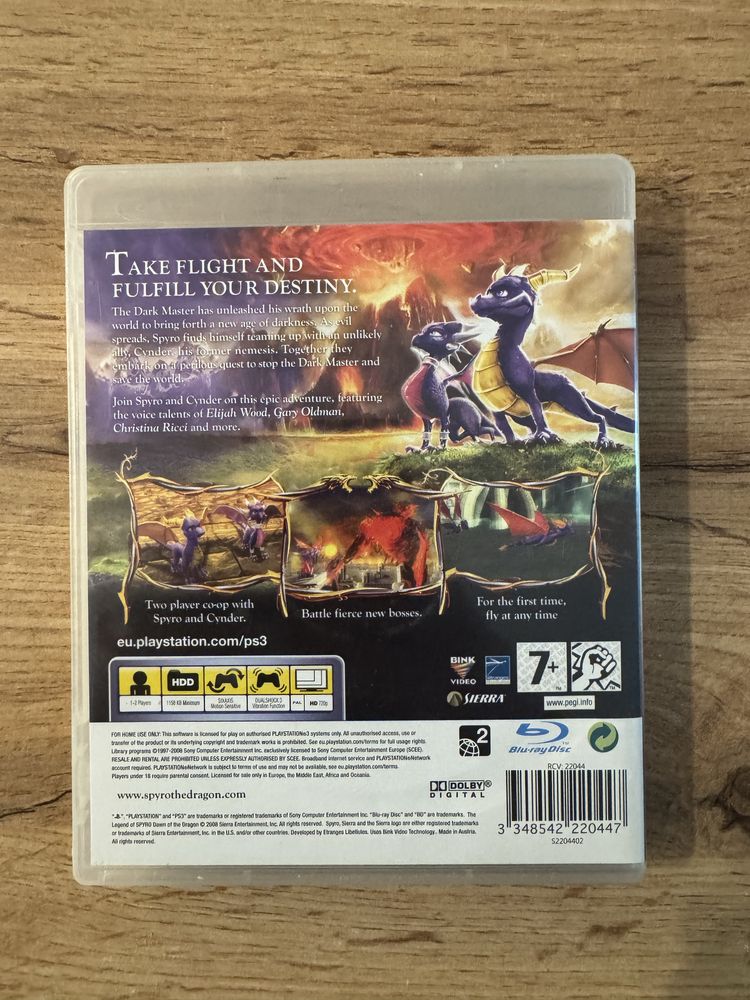 TAKE FLIGHT AND
FULFILL YOUR DESTINY.
The Dark Master has unleashed his wrath upon the
world to bring forth a new age of darkness. As evil
spreads, Spyro finds himself teaming up with an unlikely
ally, Cynder, his former nemesis. Together they
embark on a perilous quest to stop the Dark Master and
save the world.
Join Spyro and Cynder on this epic adventure, featuring
the voice talents of Elijah Wood, Gary Oldman,
Christina Ricci and more.
Two player co-op with
Spyro and Cynder.
Battle fierce new bosses.
For the first time,
fly at any time
eu.playstation.com/ps3
HDD
1-2 Players
1158 KB Minimum
SIXAXIS
Motion Sensitive
DUALSHOCK 3
Vibration Function
PAL
HD 720p
BINK
VIDEO
étranges
SIERRA
7+
www.pegi.info
FOR HOME USE ONLY. This software is licensed for play on authorised PLAYSTATION®3 systems only. All unauthorised access, use or
transfer of the product or its underlying copyright and trademark works is prohibited. See eu.playstation.com/terms for full usage rights.
Library programs ©1997-2008 Sony Computer Entertainment Inc. exclusively licensed to Sony Computer Entertainment Europe (SCEE).
RESALE AND RENTAL ARE PROHIBITED UNLESS EXPRESSLY AUTHORISED BY SCEE. Broadband internet service and PLAYSTATION®Network
account required. PLAYSTATION®Network is subject to terms of use and may not be available, see eu.playstation.com/terms.
Players under 18 require parental consent. Licensed for sale only in Europe, the Middle East, Africa and Oceania.
2
Blu-ray Disc
RCV: 22044
www.spyrothedragon.com
DOLBY
DIGITAL
3 348542 220447
S2204402
", "PLAYSTATION" and "PS3" are trademarks or registered trademarks of Sony Computer Entertainment Inc. "Blu-ray Disc" and "BD" are trademarks. The
Legend of SPYRO Dawn of the Dragon © 2008 Sierra Entertainment, Inc. All rights reserved. Spyro, Sierra and the Sierra logo are either registered trademarks
or trademarks of Sierra Entertainment, Inc. in the U.S. and/or other countries. Developed by Etranges Libellules. Uses Bink Video Technology. Made in Austria.
All rights reserved.